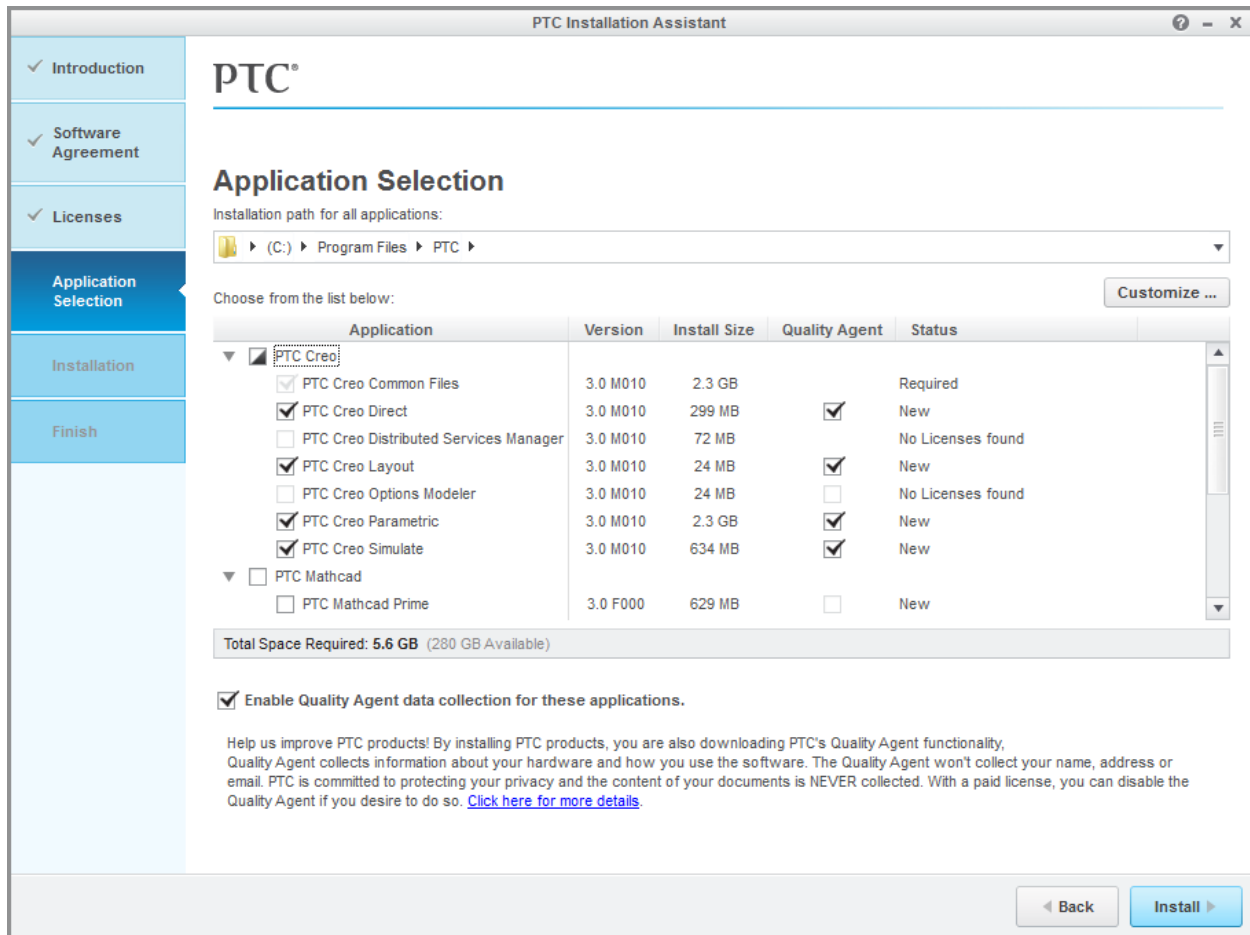 PTC Installation Assistant
Introduction
Software
Agreement
Licenses
Application
Selection
Installation
Finish
PTC®
Application Selection
Installation path for all applications:
(C:) Program Files PTC
Choose from the list below:
Customize ...
Application Version Install Size Quality Agent Status
PTC Creo
PTC Creo Common Files 3.0 M010 2.3 GB Required
PTC Creo Direct 3.0 M010 299 MB New
PTC Creo Distributed Services Manager 3.0 M010 72 MB No Licenses found
PTC Creo Layout 3.0 M010 24 MB New
PTC Creo Options Modeler 3.0 M010 24 MB No Licenses found
PTC Creo Parametric 3.0 M010 2.3 GB New
PTC Creo Simulate 3.0 M010 634 MB New
PTC Mathcad
PTC Mathcad Prime 3.0 F000 629 MB New
Total Space Required: 5.6 GB (280 GB Available)
Enable Quality Agent data collection for these applications.
Help us improve PTC products! By installing PTC products, you are also downloading PTC's Quality Agent functionality,
Quality Agent collects information about your hardware and how you use the software. The Quality Agent won't collect your name, address or
email. PTC is committed to protecting your privacy and the content of your documents is NEVER collected. With a paid license, you can disable the
Quality Agent if you desire to do so. Click here for more details.
Back
Install